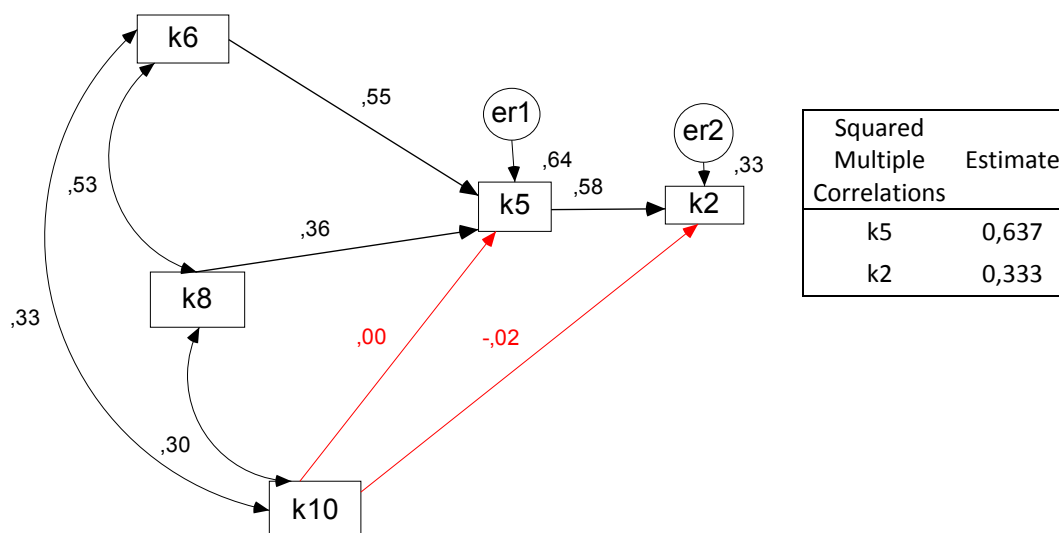 k6
,55
er1
er2
,64
,33
,53
,58
k5
k2
,36
k8
,33
,00
-,02
,30
k10
Squared
Multiple
Correlations
Estimate
k5 0,637
k2 0,333